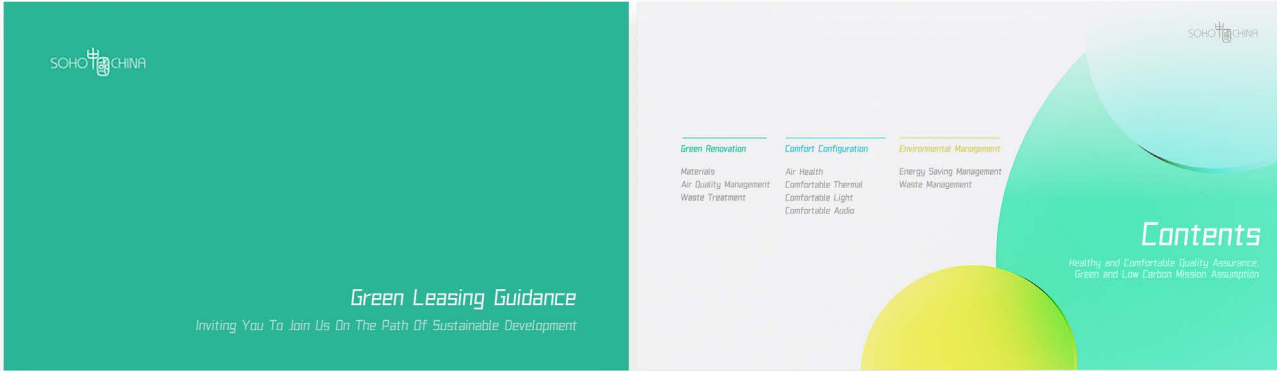 SOHO中国CHINA
Green Leasing Guidance
Inviting You To Join Us On The Path Of Sustainable Development
SOHO中国CHINA
Green Renovation
Materials
Air Quality Management
Waste Treatment
Comfort Configuration
Air Health
Comfortable Thermal
Comfortable Light
Comfortable Audio
Environmental Management
Energy Saving Management
Waste Management
Contents
Healthy and Comfortable Quality Assurance,
Green and Low Carbon Mission Assumption